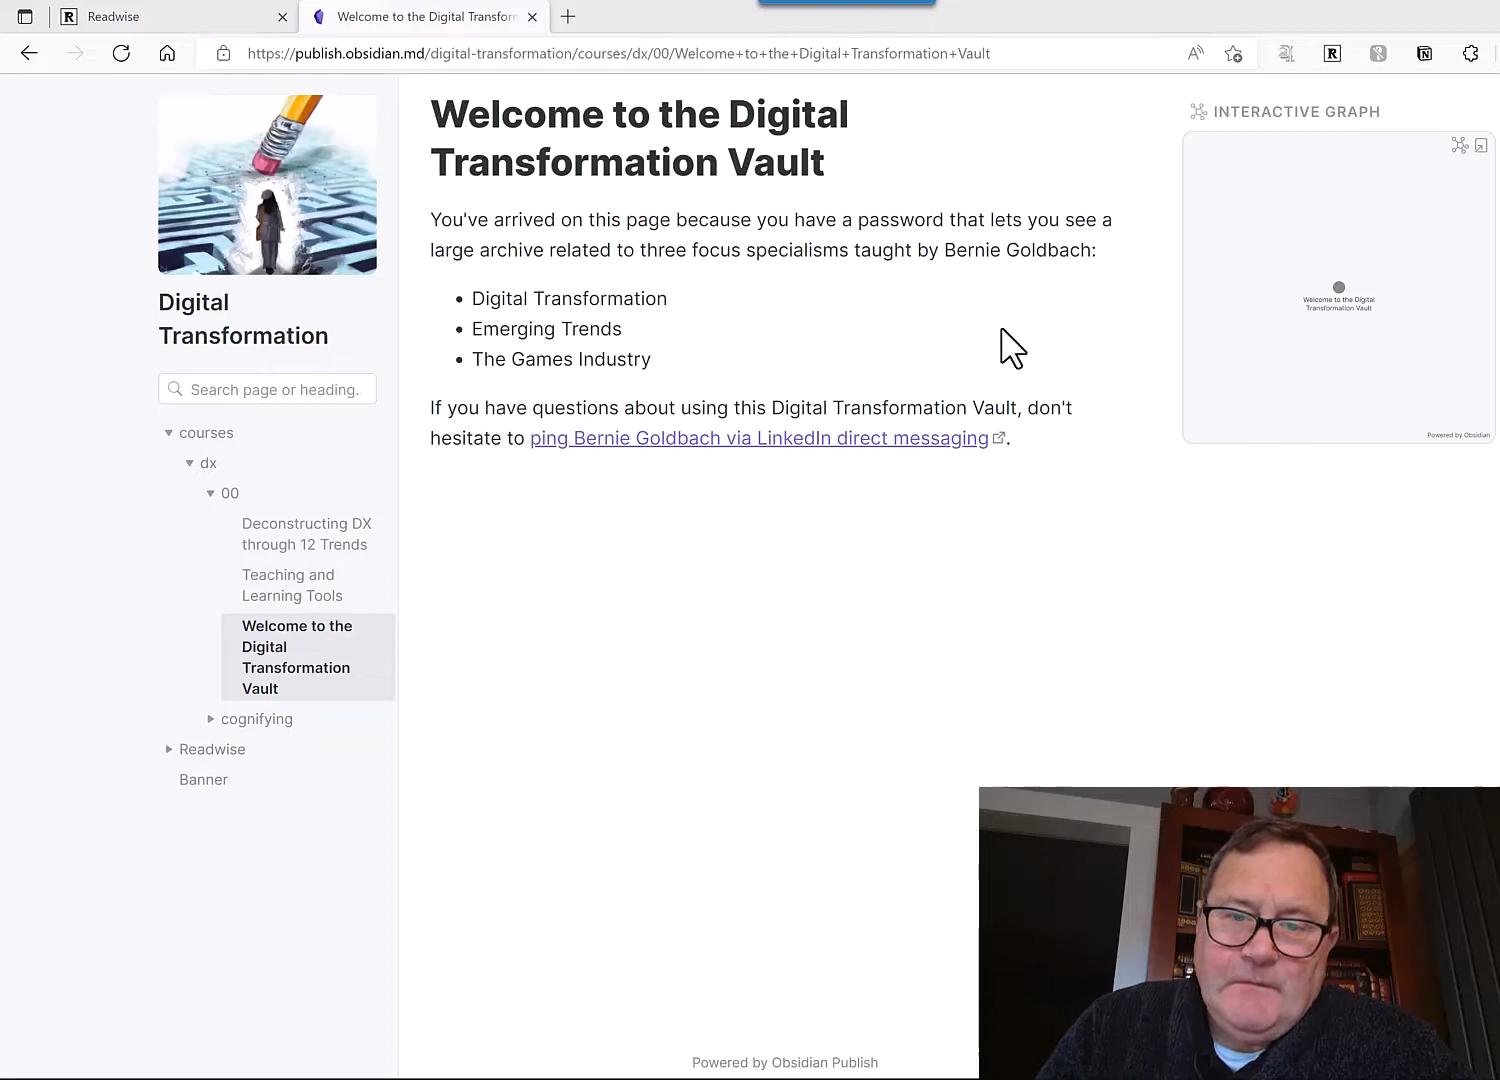 R Readwise
Welcome to the Digital Transforn
https://publish.obsidian.md/digital-transformation/courses/dx/00/Welcome+to+the+Digital+Transformation+Vault
A
R
N
Digital
Transformation
Search page or heading.
courses
dx
00
Deconstructing DX
through 12 Trends
Teaching and
Learning Tools
Welcome to the
Digital
Transformation
Vault
cognifying
Readwise
Banner
Welcome to the Digital
Transformation Vault
You've arrived on this page because you have a password that lets you see a
large archive related to three focus specialisms taught by Bernie Goldbach:
• Digital Transformation
• Emerging Trends
• The Games Industry
If you have questions about using this Digital Transformation Vault, don't
hesitate to ping Bernie Goldbach via LinkedIn direct messaging.
INTERACTIVE GRAPH
Welcome to the Digital
Transformation Vault
Powered by Obsidian
Powered by Obsidian Publish